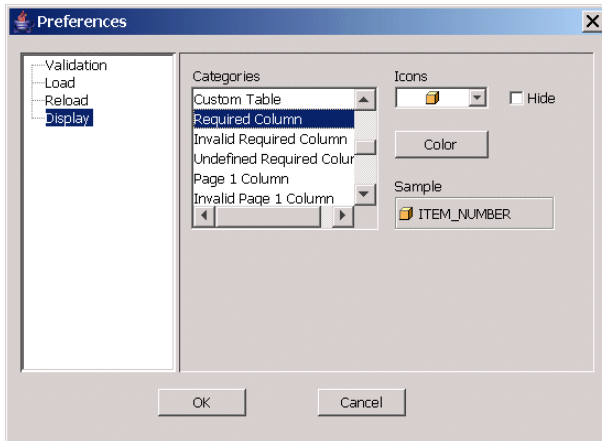 Preferences
Validation
Load
Reload
Display
Categories
Custom Table
Required Column
Invalid Required Column
Undefined Required Colur
Page 1 Column
Invalid Page 1 Column
Icons
Hide
Color
Sample
ITEM_NUMBER
OK
Cancel